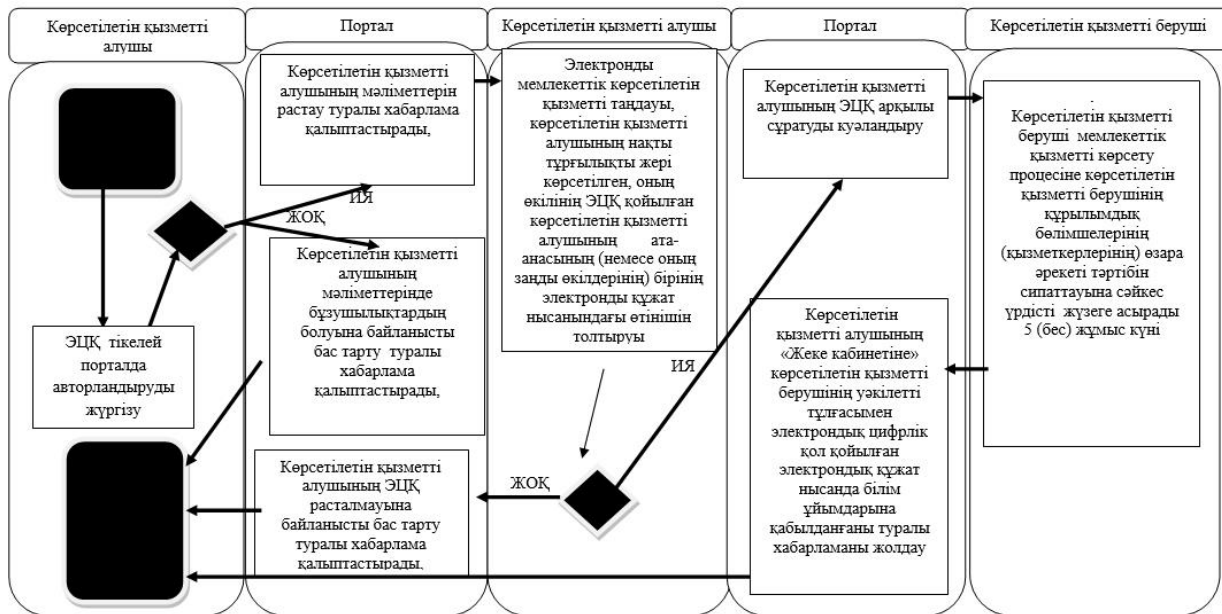 Көрсетілетін қызметті
алушы
Портал
Көрсетілетін қызметті алушы
Портал
Көрсетілетін қызметті беруші
ЭЦҚ тікелей
порталда
авторландыруды
жүргізу
Көрсетілетін қызметті
алушының мәліметтерін
растау туралы хабарлама
қалыптастырады,
ИЯ
ЖОҚ
Көрсетілетін қызметті
алушының
мәліметтерінде
бұзушылықтардың
болуына байланысты
бас тарту туралы
хабарлама
қалыптастырады,
Көрсетілетін қызметті
алушының ЭЦҚ
расталмауына
байланысты бас тарту
туралы хабарлама
қалыптастырады,
Электронды
мемлекеттік көрсетілетін
қызметті таңдауы,
көрсетілетін қызметті
алушының нақты
тұрғылықты жері
көрсетілген, оның
өкілінің ЭЦҚ қойылған
көрсетілетін қызметті
алушының ата-
анасының (немесе оның
заңды өкілдерінің) бірінің
электронды құжат
нысанындағы өтінішін
толтыруы
ЖОҚ
ИЯ
Көрсетілетін қызметті
алушының ЭЦҚ арқылы
сұратуды куәландыру
Көрсетілетін
қызметті алушының
«Жеке кабинетіне»
көрсетілетін қызметті
берушінің уәкілетті
тұлғасымен
электрондық цифрлік
қол қойылған
электрондық құжат
нысанда білім
ұйымдарына
қабылданғаны туралы
хабарламаны жолдау
.
Көрсетілетін қызметті
беруші мемлекеттік
қызметті көрсету
процесіне көрсетілетін
қызметті берушінің
құрылымдық
бөлімшелерінің
(қызметкерлерінің) өзара
әрекеті тәртібін
сипаттауына сәйкес
үрдісті жүзеге асырады
5 (бес) жұмыс күні